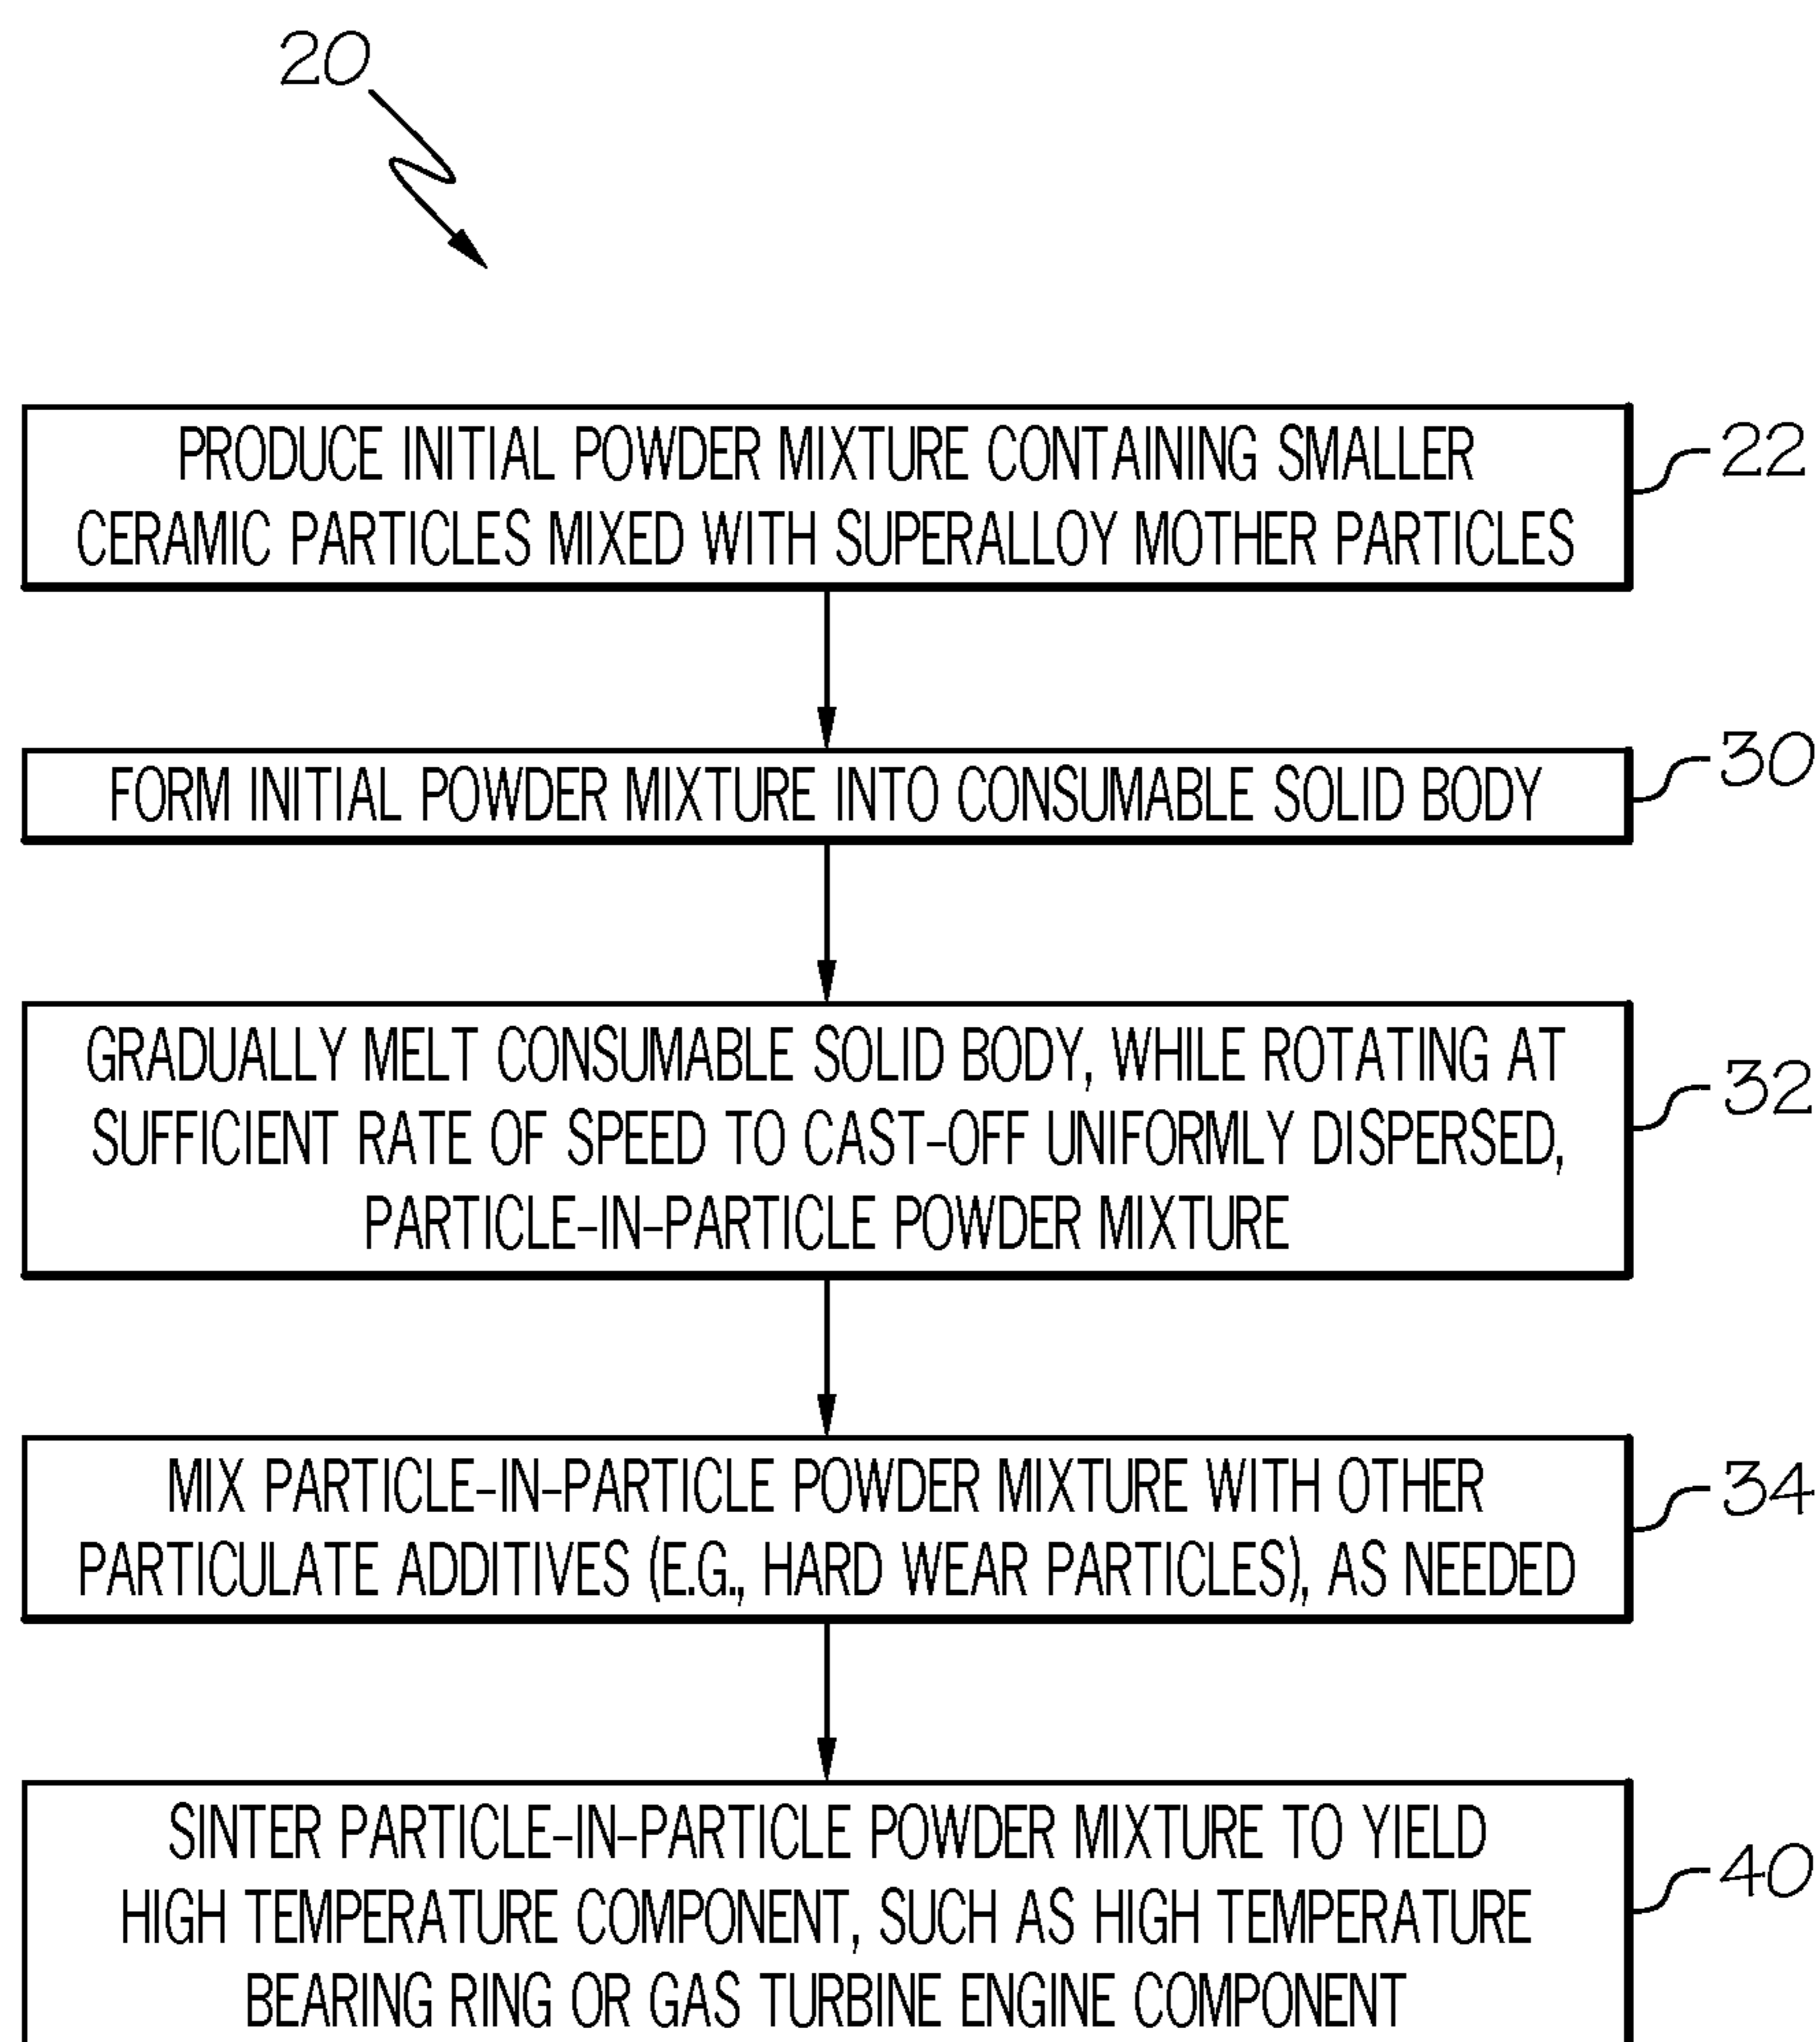 20
PRODUCE INITIAL POWDER MIXTURE CONTAINING SMALLER
CERAMIC PARTICLES MIXED WITH SUPERALLOY MOTHER PARTICLES
22
FORM INITIAL POWDER MIXTURE INTO CONSUMABLE SOLID BODY
30
GRADUALLY MELT CONSUMABLE SOLID BODY, WHILE ROTATING AT
SUFFICIENT RATE OF SPEED TO CAST-OFF UNIFORMLY DISPERSED,
PARTICLE-IN-PARTICLE POWDER MIXTURE
32
MIX PARTICLE-IN-PARTICLE POWDER MIXTURE WITH OTHER
PARTICULATE ADDITIVES (E.G., HARD WEAR PARTICLES), AS NEEDED
34
SINTER PARTICLE-IN-PARTICLE POWDER MIXTURE TO YIELD
HIGH TEMPERATURE COMPONENT, SUCH AS HIGH TEMPERATURE
BEARING RING OR GAS TURBINE ENGINE COMPONENT
40